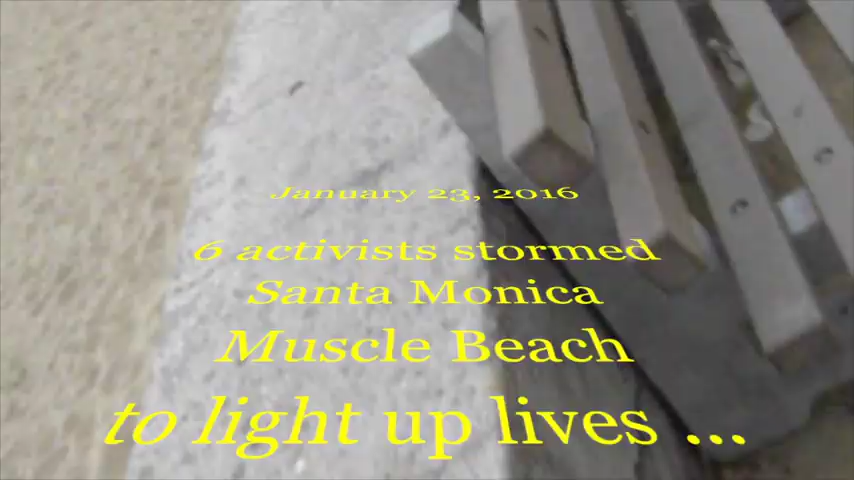 January 23, 2016
6 activists stormed
Santa Monica
Muscle Beach
to light up lives ...